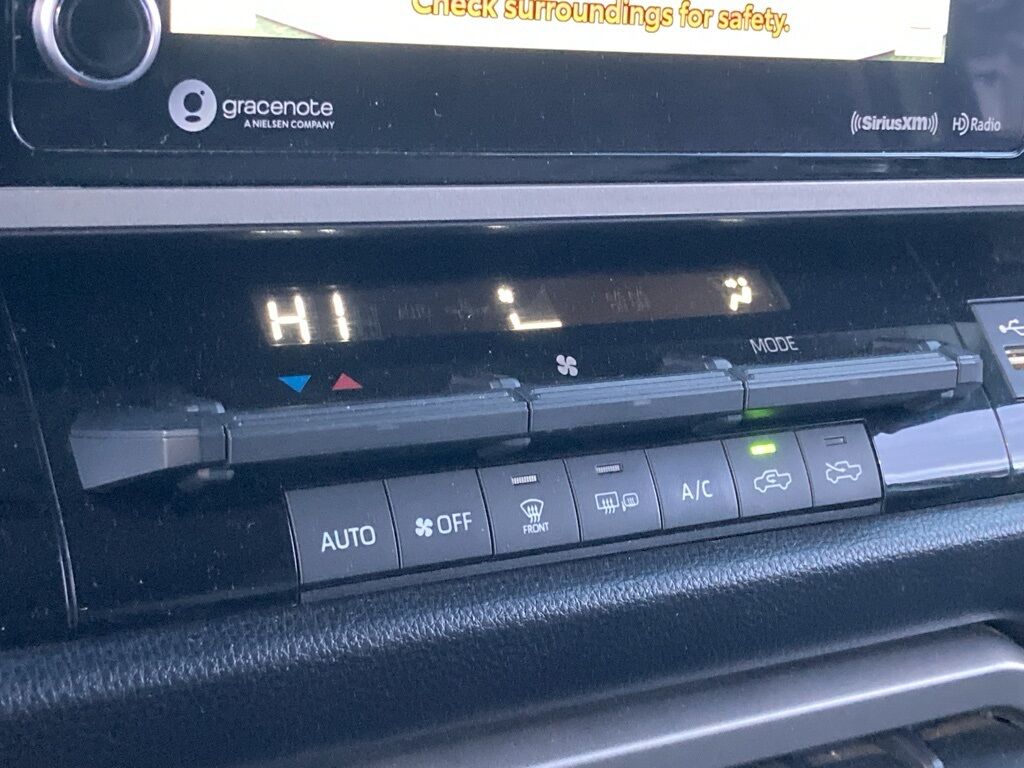 Check surroundings for safety.
gracenote
A NIELSEN COMPANY
((SiriusXM))
HD Radio
HI
MODE
AUTO
OFF
FRONT
A/C